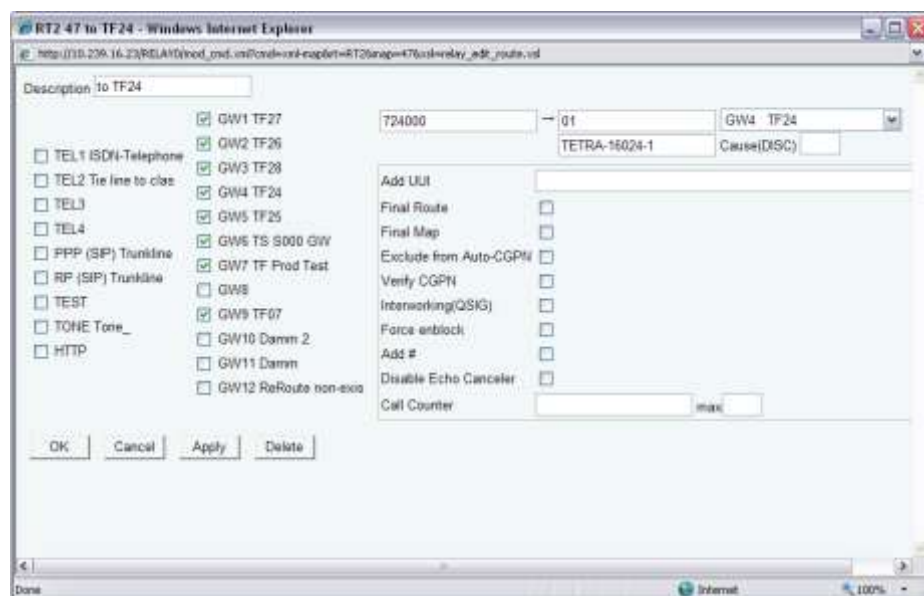 RT2 47 to TF24 - Windows Internet Explorer
Description to TF24
TEL1 ISDN-Telephone
TEL2 Tie line to clas
TEL3
TEL4
PPP (SIP) Trunkline
RP (SIP) Trunkline
TEST
TONE Tone_
HTTP
GW1 TF27
GW2 TF26
GW3 TF28
GW4 TF24
GW5 TF25
GW6 TS S000 GW
GW7 TF Prod Test
GW8
GW9 TF07
GW10 Damm 2
GW11 Damm
GW12 ReRoute non-exis
724000 → 01 GW4 TF24
TETRA-16024-1 Cause(DISC)
Add UUI
Final Route
Final Map
Exclude from Auto-CGPN
Verify CGPN
Interworking(QSIG)
Force enblock
Add #
Disable Echo Canceler
Call Counter max
OK Cancel Apply Delete
Done Internet 100%